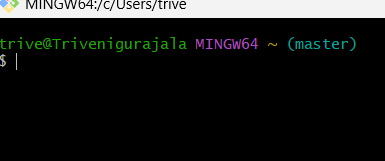 MINGW64:/c/Users/trive
trive@Trivenigurajala MINGW64 ~ (master)
$